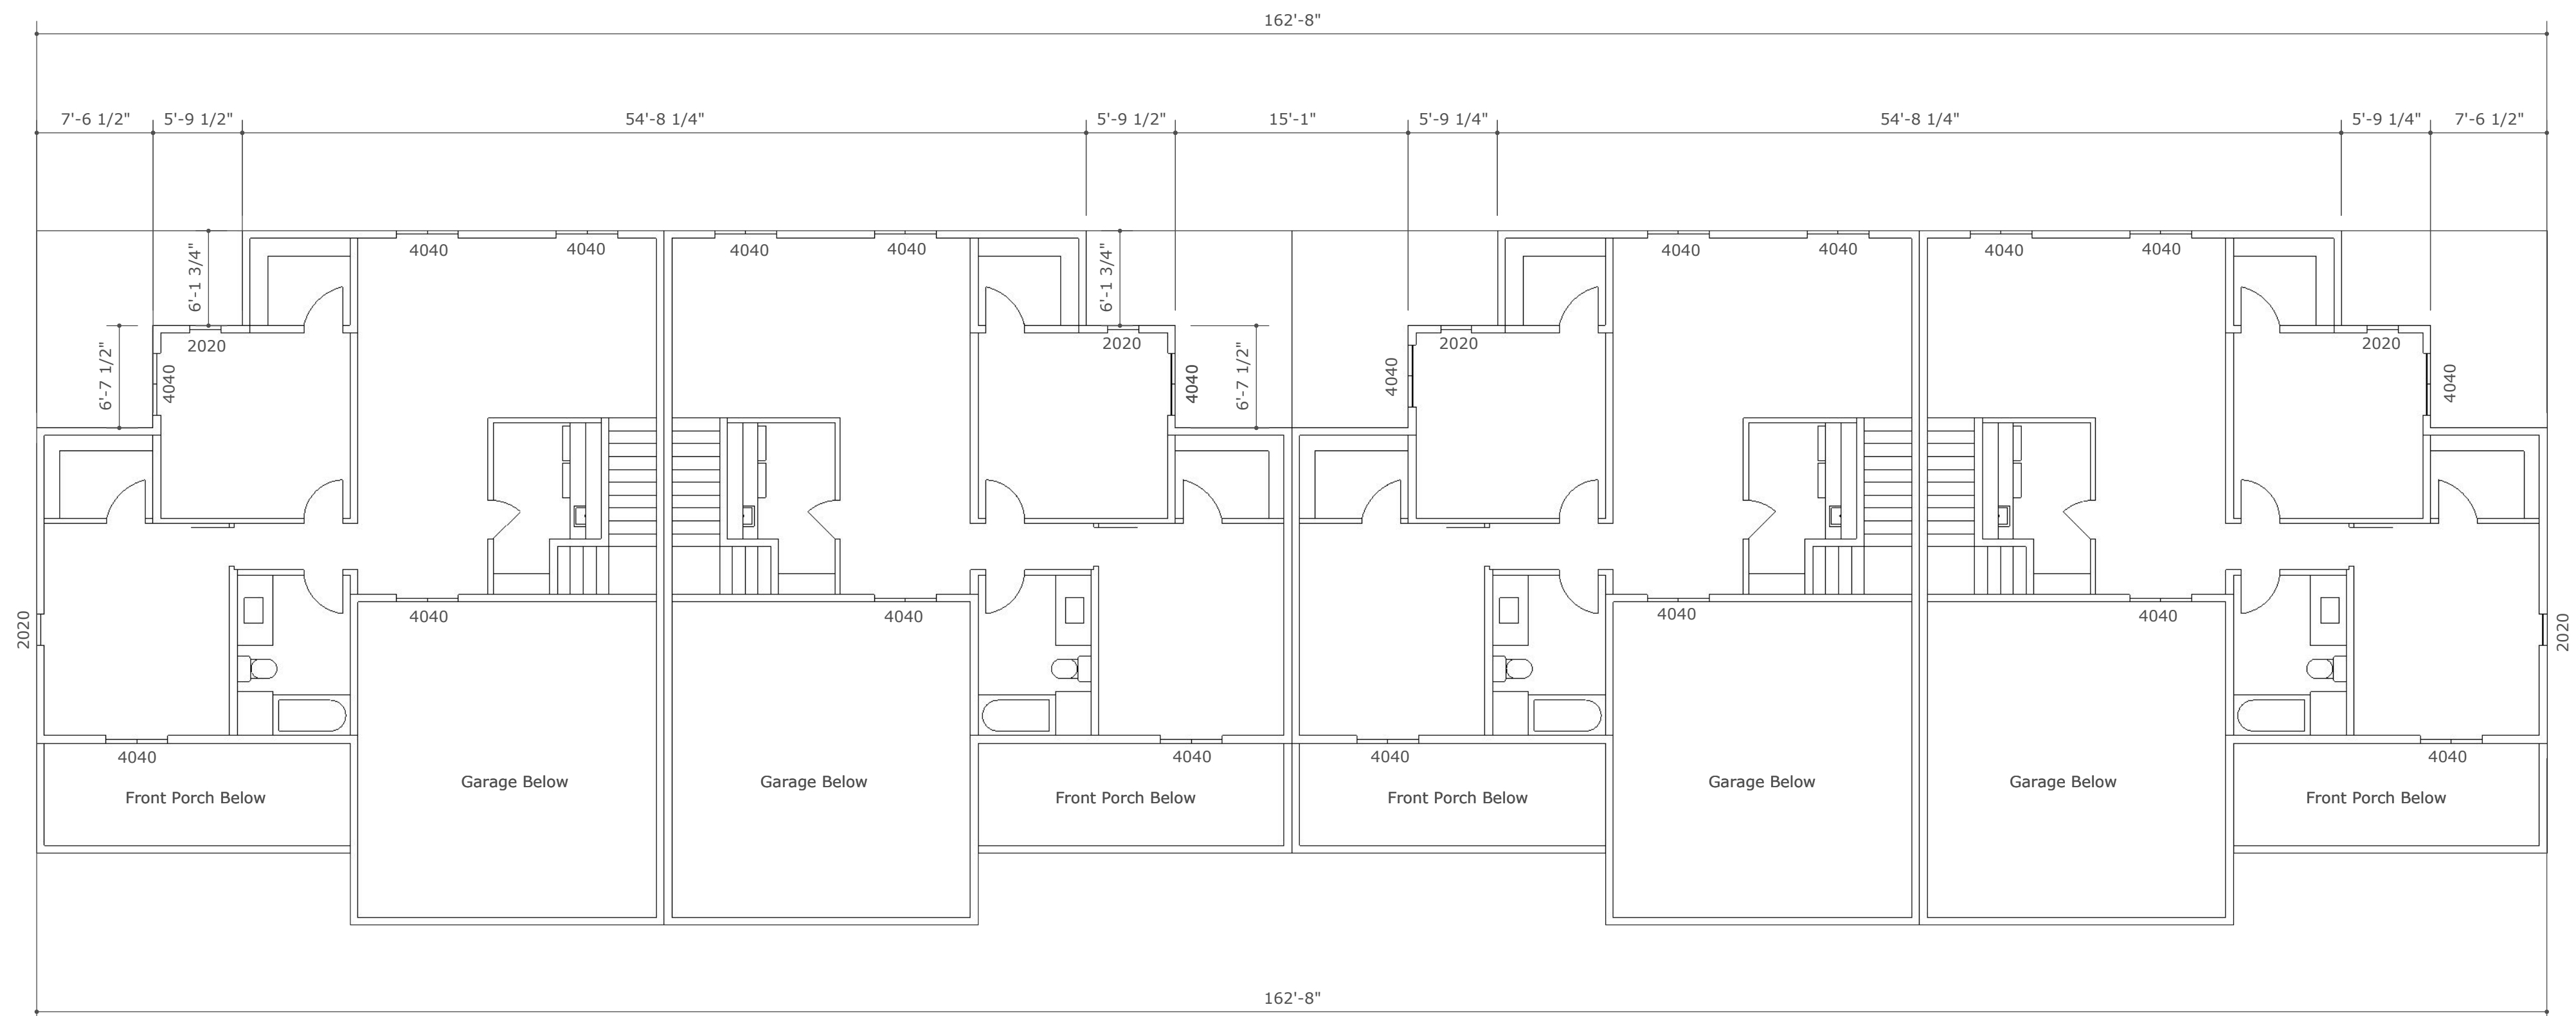 162'-8"
7'-6 1/2" 5'-9 1/2" 54'-8 1/4" 5'-9 1/2" 15'-1" 5'-9 1/4" 54'-8 1/4" 5'-9 1/4" 7'-6 1/2"
4040 4040 4040 4040 4040 4040 4040 4040
6'-1 3/4" 6'-1 3/4"
2020 2020 2020 2020
6'-7 1/2" 4040 4040 6'-7 1/2" 4040 4040
4040 4040 4040 4040
2020 2020
4040 4040 4040 4040
Garage Below Garage Below Garage Below Garage Below
Front Porch Below Front Porch Below Front Porch Below Front Porch Below
162'-8"